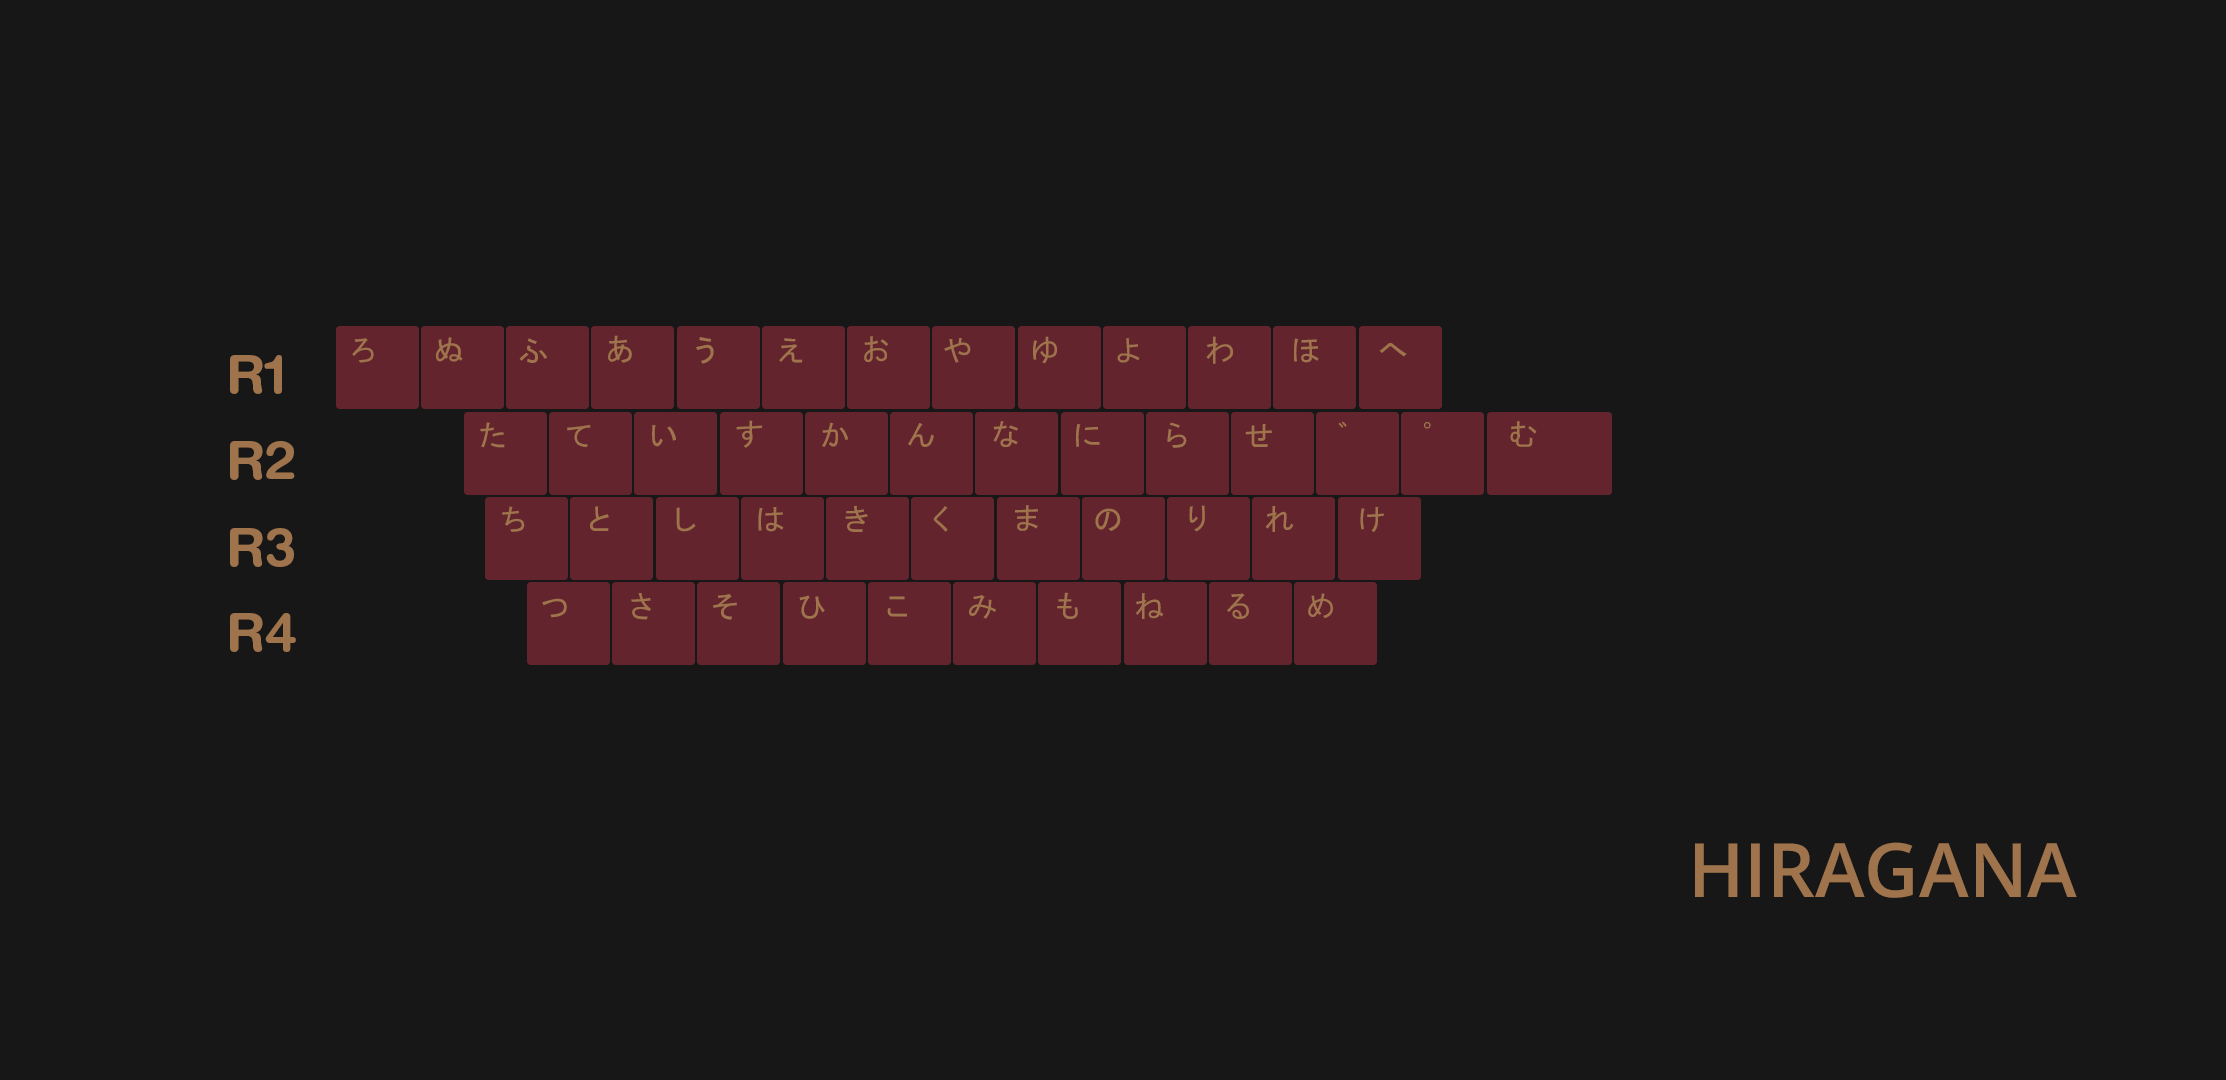 R1 ろ ぬ ふ あ う え お や ゆ よ わ ほ へ
R2 た て い す か ん な に ら せ ゛ ゜ む
R3 ち と し は き く ま の り れ け
R4 つ さ そ ひ こ み も ね る め
HIRAGANA